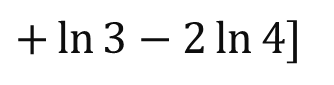 + ln 3 − 2 ln 4]